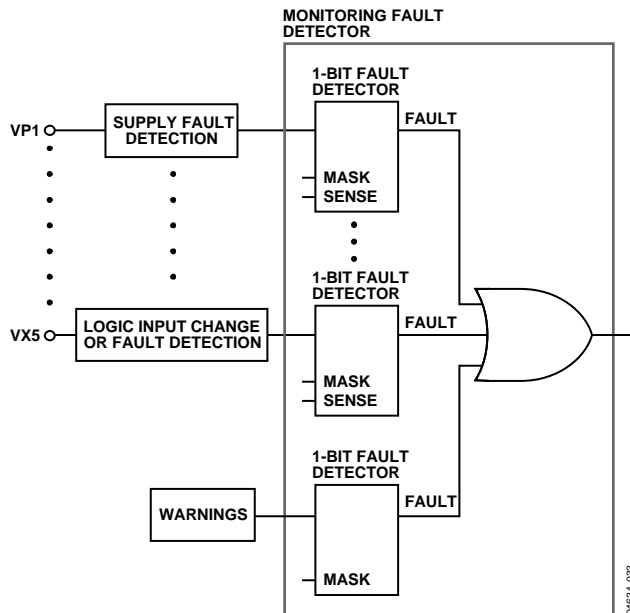 MONITORING FAULT
DETECTOR
1-BIT FAULT
DETECTOR
VP1
SUPPLY FAULT
DETECTION
FAULT
MASK
SENSE
1-BIT FAULT
DETECTOR
VX5
LOGIC INPUT CHANGE
OR FAULT DETECTION
FAULT
MASK
SENSE
1-BIT FAULT
DETECTOR
WARNINGS
FAULT
MASK